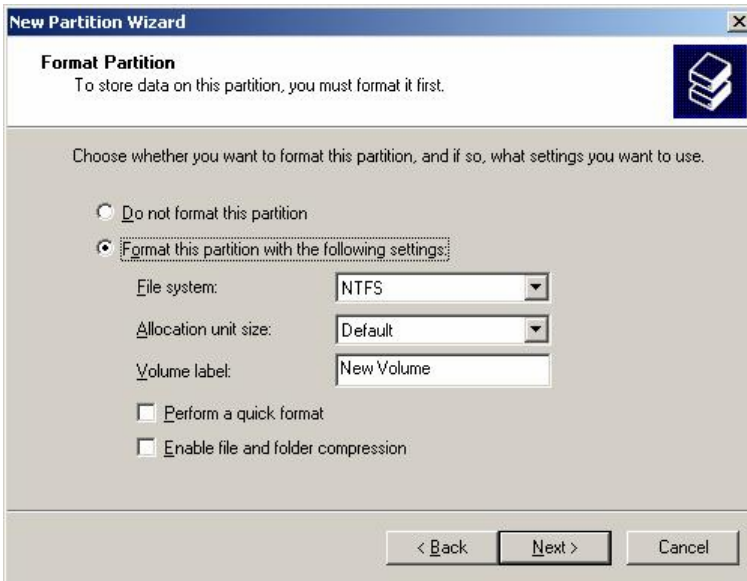 New Partition Wizard
Format Partition
To store data on this partition, you must format it first.
Choose whether you want to format this partition, and if so, what settings you want to use.
Do not format this partition
Format this partition with the following settings:
File system: NTFS
Allocation unit size: Default
Volume label: New Volume
Perform a quick format
Enable file and folder compression
< Back Next > Cancel